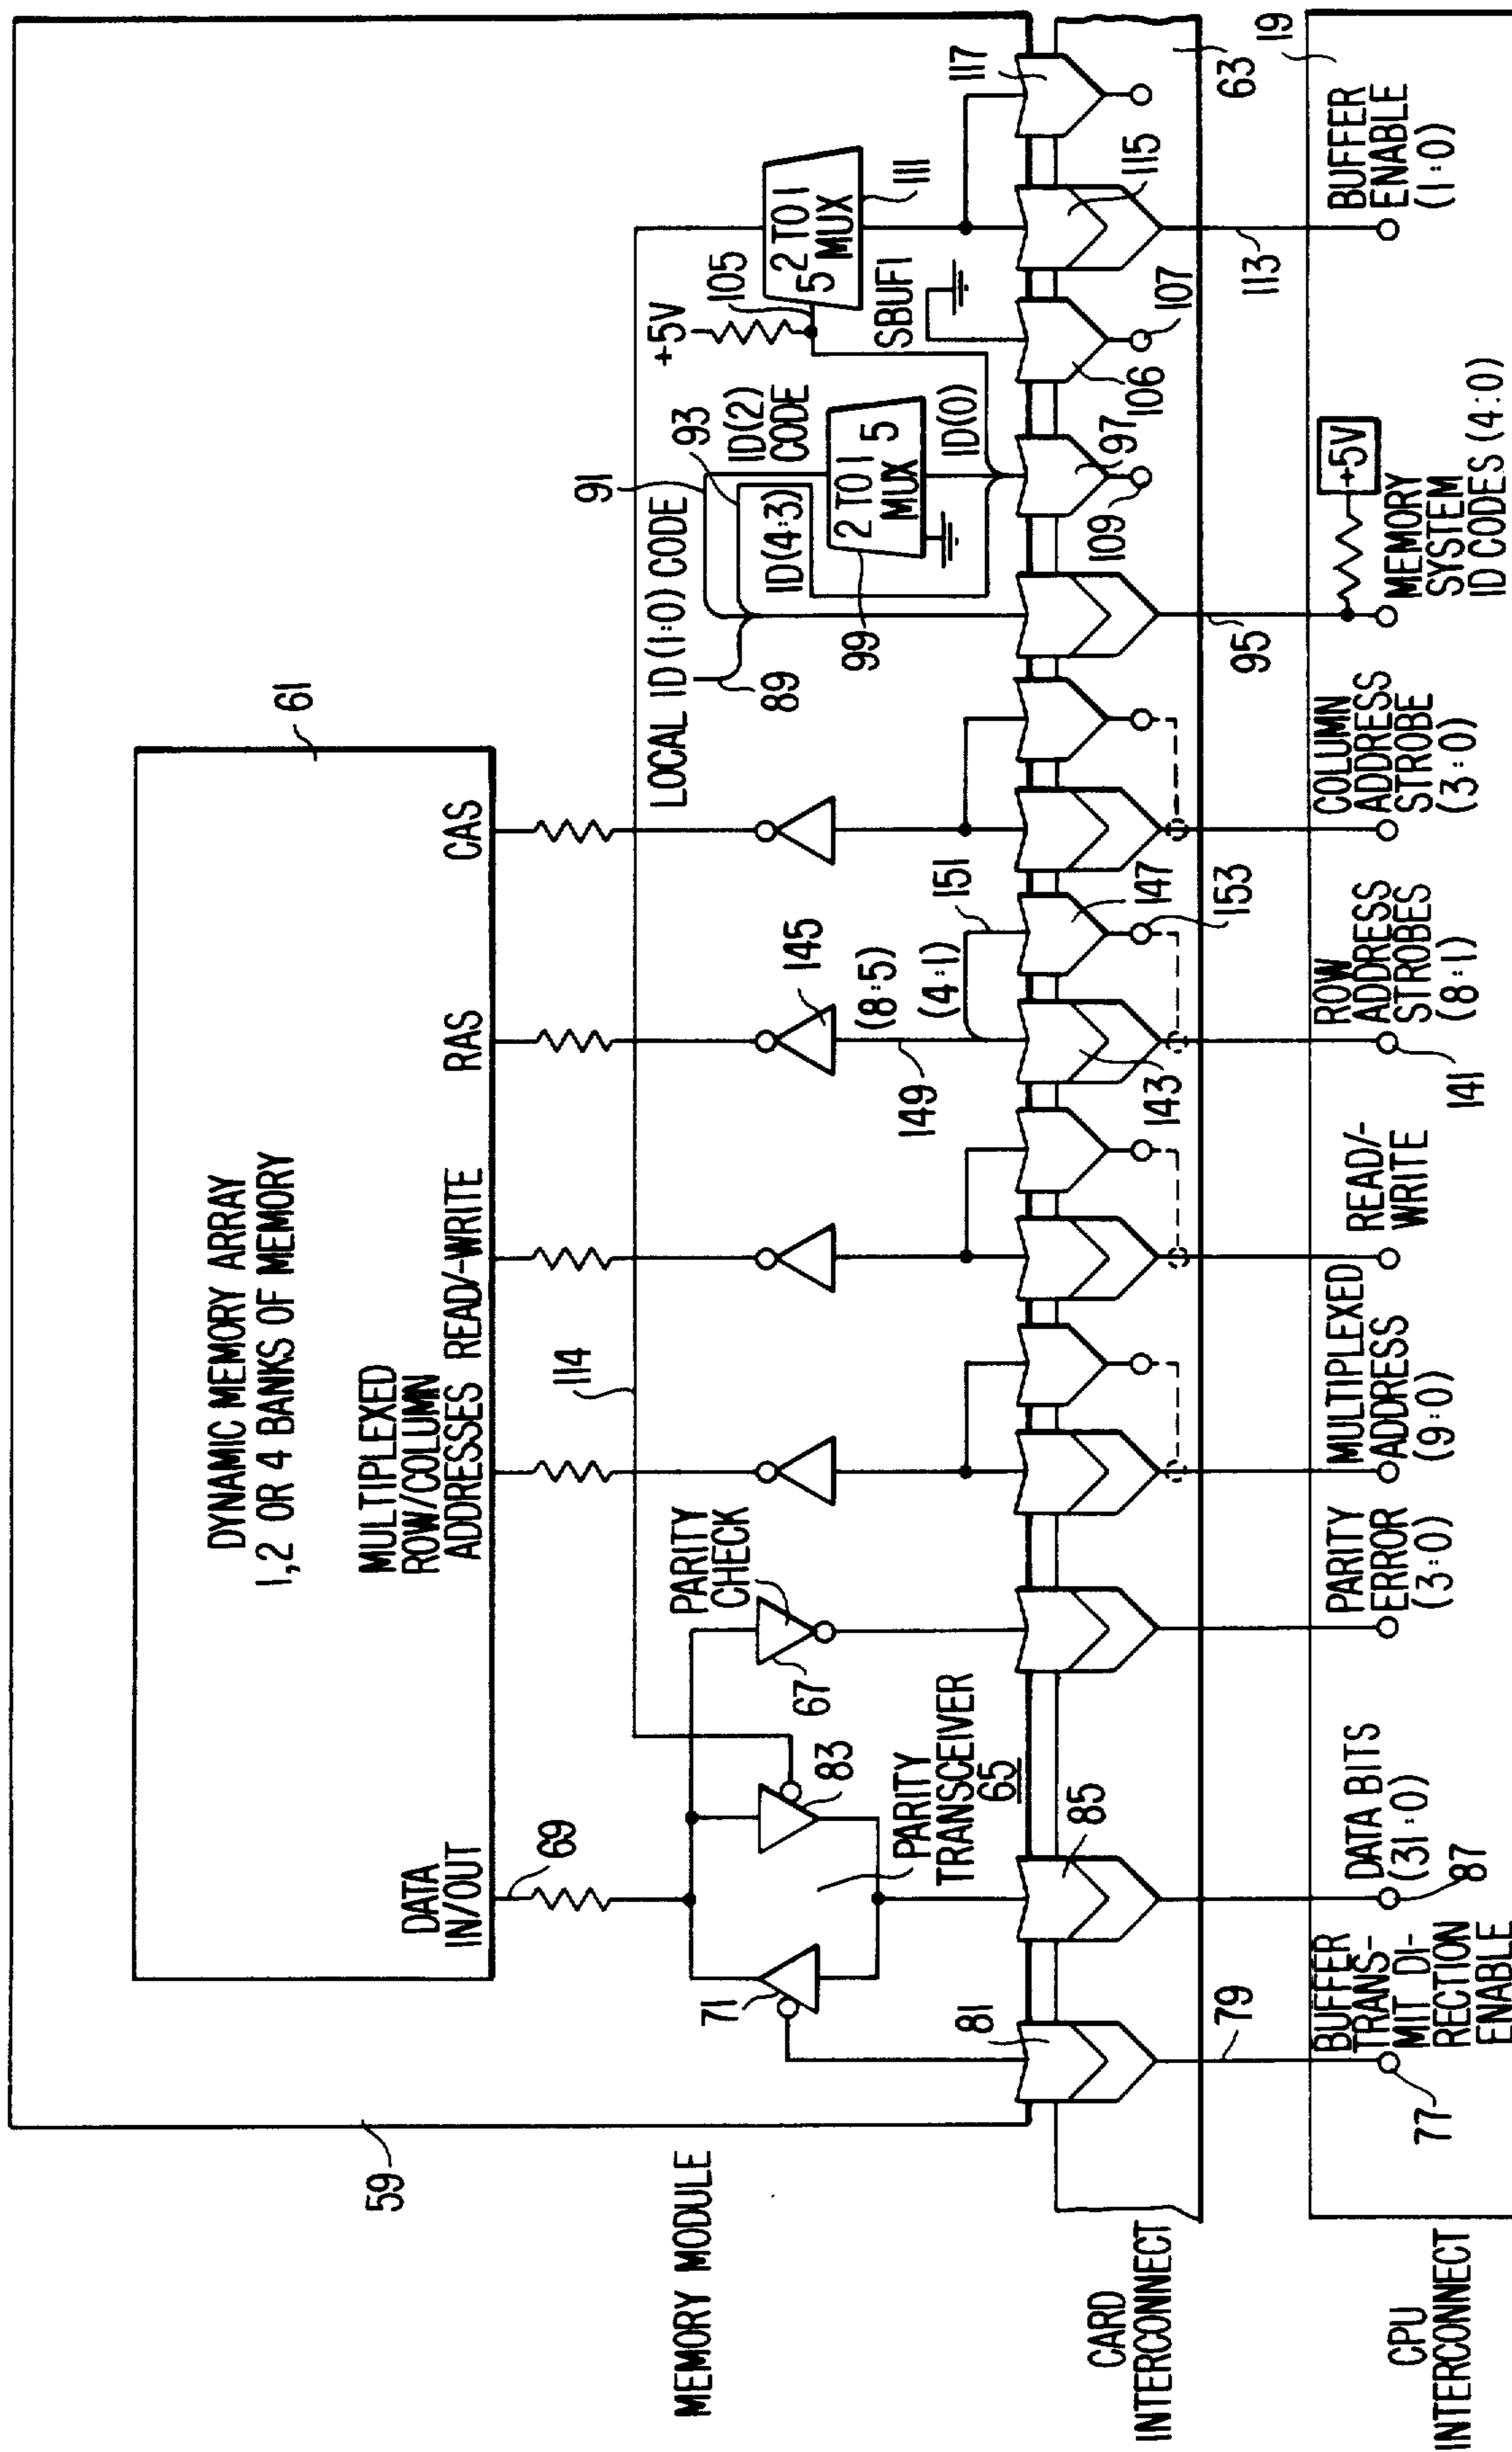 59
61
DYNAMIC MEMORY ARRAY
1,2 OR 4 BANKS OF MEMORY
DATA
IN/OUT
MULTIPLEXED
ROW/COLUMN
ADDRESSES
READ/-WRITE
RAS
CAS
69
114
MEMORY MODULE
71
83
67
PARITY
CHECK
PARITY
TRANSCEIVER
65
145
149
(8:5)
(4:1)
151
LOCAL ID (1:0) CODE
89
91
93
ID(2)
CODE
ID(4:3)
99
2 TO 1
MUX 5
ID(0)
+5V
105
5
2 TO 1
MUX
111
SBUF1
CARD
INTERCONNECT
81
85
143
147
153
109
97
106
107
115
117
63
79
95
113
CPU
INTERCONNECT
19
77
BUFFER
TRANS-
MIT DI-
RECTION
ENABLE
DATA BITS
(31:0)
87
PARITY
ERROR
(3:0)
MULTIPLEXED
ADDRESS
(9:0)
READ/-
WRITE
141
ROW
ADDRESS
STROBES
(8:1)
COLUMN
ADDRESS
STROBE
(3:0)
+5V
MEMORY
SYSTEM
ID CODES (4:0)
BUFFER
ENABLE
(1:0)